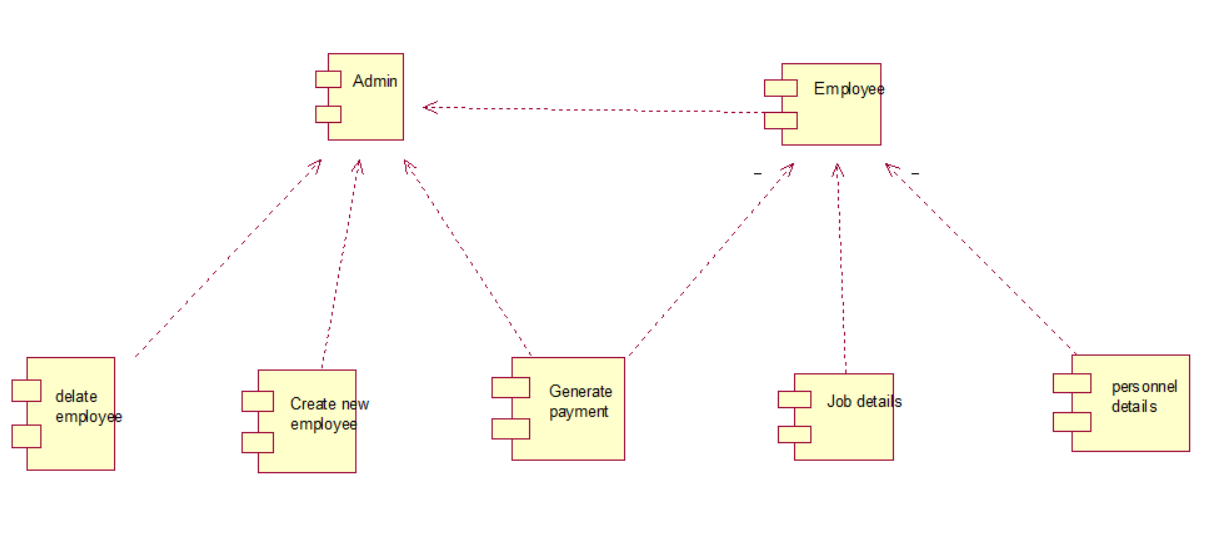 Admin
Employee
delate
employee
Create new
employee
Generate
payment
Job details
personnel
details